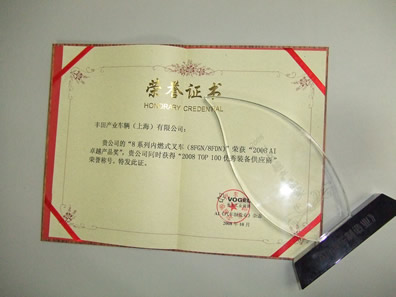 荣誉证书
HONORARY CREDENTIAL
丰田产业车辆（上海）有限公司：
贵公司的“8系列内燃式叉车（8FGN/8FDN）”荣获“2008 AI
卓越产品奖”，贵公司同时获得“2008 TOP 100优秀装备供应商”
荣誉称号，特发此证。
VOGEL